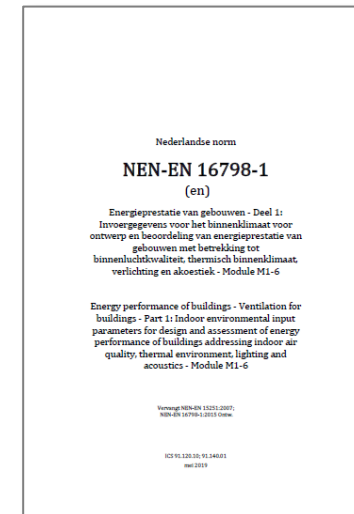 Nederlandse norm
NEN-EN 16798-1
(en)
Energieprestatie van gebouwen - Deel 1:
Invoergegevens voor het binnenklimaat voor
ontwerp en beoordeling van energieprestatie van
gebouwen met betrekking tot
binnenluchtkwaliteit, thermisch binnenklimaat,
verlichting en akoestiek - Module M1-6
Energy performance of buildings - Ventilation for
buildings - Part 1: Indoor environmental input
parameters for design and assessment of energy
performance of buildings addressing indoor air
quality, thermal environment, lighting and
acoustics - Module M1-6
Vervangt NEN-EN 15251:2007;
NEN-EN 16798-1:2015 Ontw.
ICS 91.120.10; 91.140.01
mei 2019